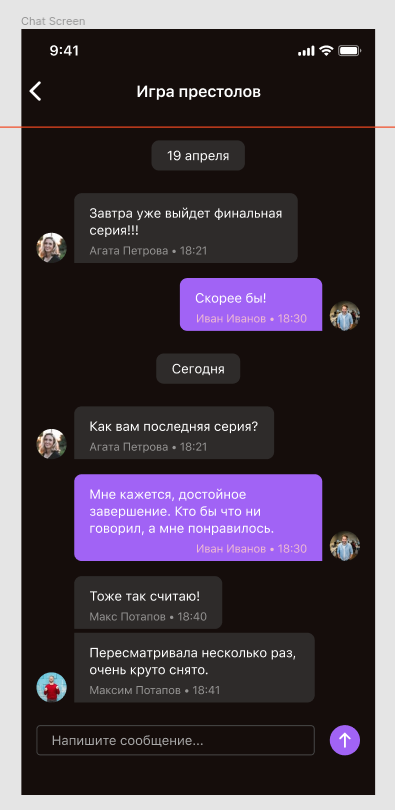 Chat Screen
9:41
Игра престолов
19 апреля
Завтра уже выйдет финальная
серия!!!
Агата Петрова • 18:21
Скорее бы!
Иван Иванов • 18:30
Сегодня
Как вам последняя серия?
Агата Петрова • 18:21
Мне кажется, достойное
завершение. Кто бы что ни
говорил, а мне понравилось.
Иван Иванов • 18:30
Тоже так считаю!
Макс Потапов • 18:40
Пересматривала несколько раз,
очень круто снято.
Максим Потапов • 18:41
Напишите сообщение...